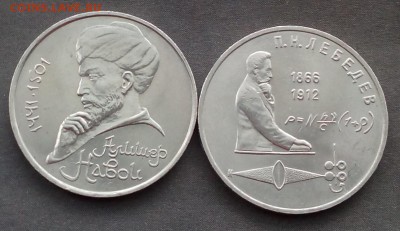 1441-1501
Алишер
Навои
П.Н.ЛЕБЕДЕВ
1866
1912